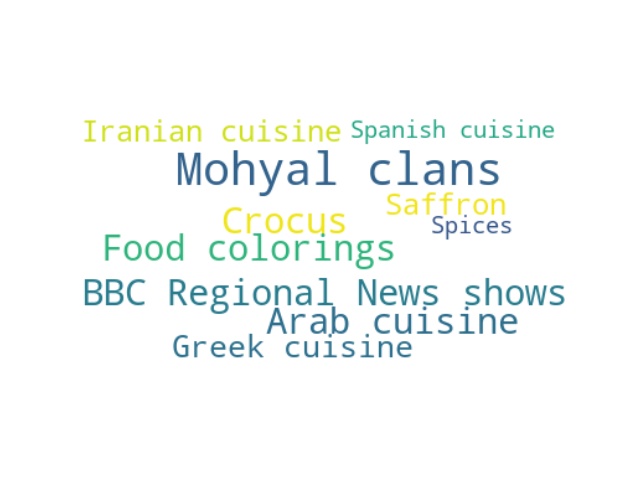 Iranian cuisine
Spanish cuisine
Mohyal clans
Saffron
Crocus
Spices
Food colorings
BBC Regional News shows
Arab cuisine
Greek cuisine